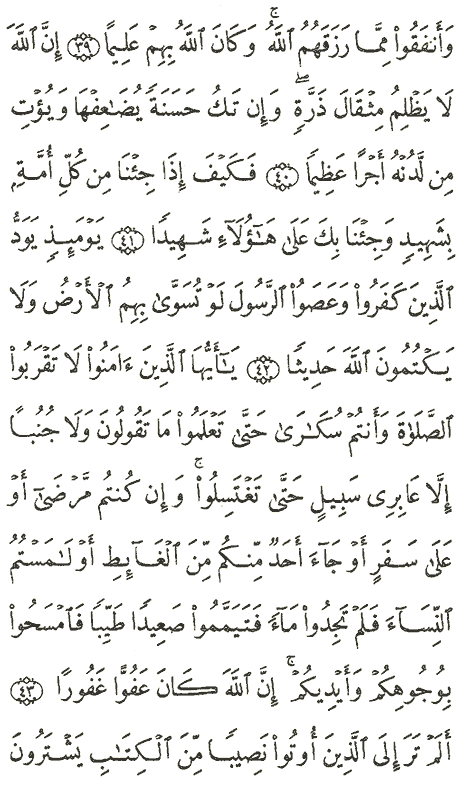 وَأَنفَقُوا۟ مِمَّا رَزَقَهُمُ ٱللَّهُ ۚ وَكَانَ ٱللَّهُ بِهِمْ عَلِيمًا ٣٩ إِنَّ ٱللَّهَ
لَا يَظْلِمُ مِثْقَالَ ذَرَّةٍ ۖ وَإِن تَكُ حَسَنَةً يُضَـٰعِفْهَا وَيُؤْتِ
مِن لَّدُنْهُ أَجْرًا عَظِيمًا ٤٠ فَكَيْفَ إِذَا جِئْنَا مِن كُلِّ أُمَّةٍۭ
بِشَهِيدٍ وَجِئْنَا بِكَ عَلَىٰ هَـٰٓؤُلَآءِ شَهِيدًا ٤١ يَوْمَئِذٍ يَوَدُّ
ٱلَّذِينَ كَفَرُوا۟ وَعَصَوُا۟ ٱلرَّسُولَ لَوْ تُسَوَّىٰ بِهِمُ ٱلْأَرْضُ وَلَا
يَكْتُمُونَ ٱللَّهَ حَدِيثًا ٤٢ يَـٰٓأَيُّهَا ٱلَّذِينَ ءَامَنُوا۟ لَا تَقْرَبُوا۟
ٱلصَّلَوٰةَ وَأَنتُمْ سُكَـٰرَىٰ حَتَّىٰ تَعْلَمُوا۟ مَا تَقُولُونَ وَلَا جُنُبًا
إِلَّا عَابِرِى سَبِيلٍ حَتَّىٰ تَغْتَسِلُوا۟ ۚ وَإِن كُنتُم مَّرْضَىٰٓ أَوْ
عَلَىٰ سَفَرٍ أَوْ جَآءَ أَحَدٌ مِّنكُم مِّنَ ٱلْغَآئِطِ أَوْ لَـٰمَسْتُمُ
ٱلنِّسَآءَ فَلَمْ تَجِدُوا۟ مَآءً فَتَيَمَّمُوا۟ صَعِيدًا طَيِّبًا فَٱمْسَحُوا۟
بِوُجُوهِكُمْ وَأَيْدِيكُمْ ۗ إِنَّ ٱللَّهَ كَانَ عَفُوًّا غَفُورًا ٤٣
أَلَمْ تَرَ إِلَى ٱلَّذِينَ أُوتُوا۟ نَصِيبًا مِّنَ ٱلْكِتَـٰبِ يَشْتَرُونَ